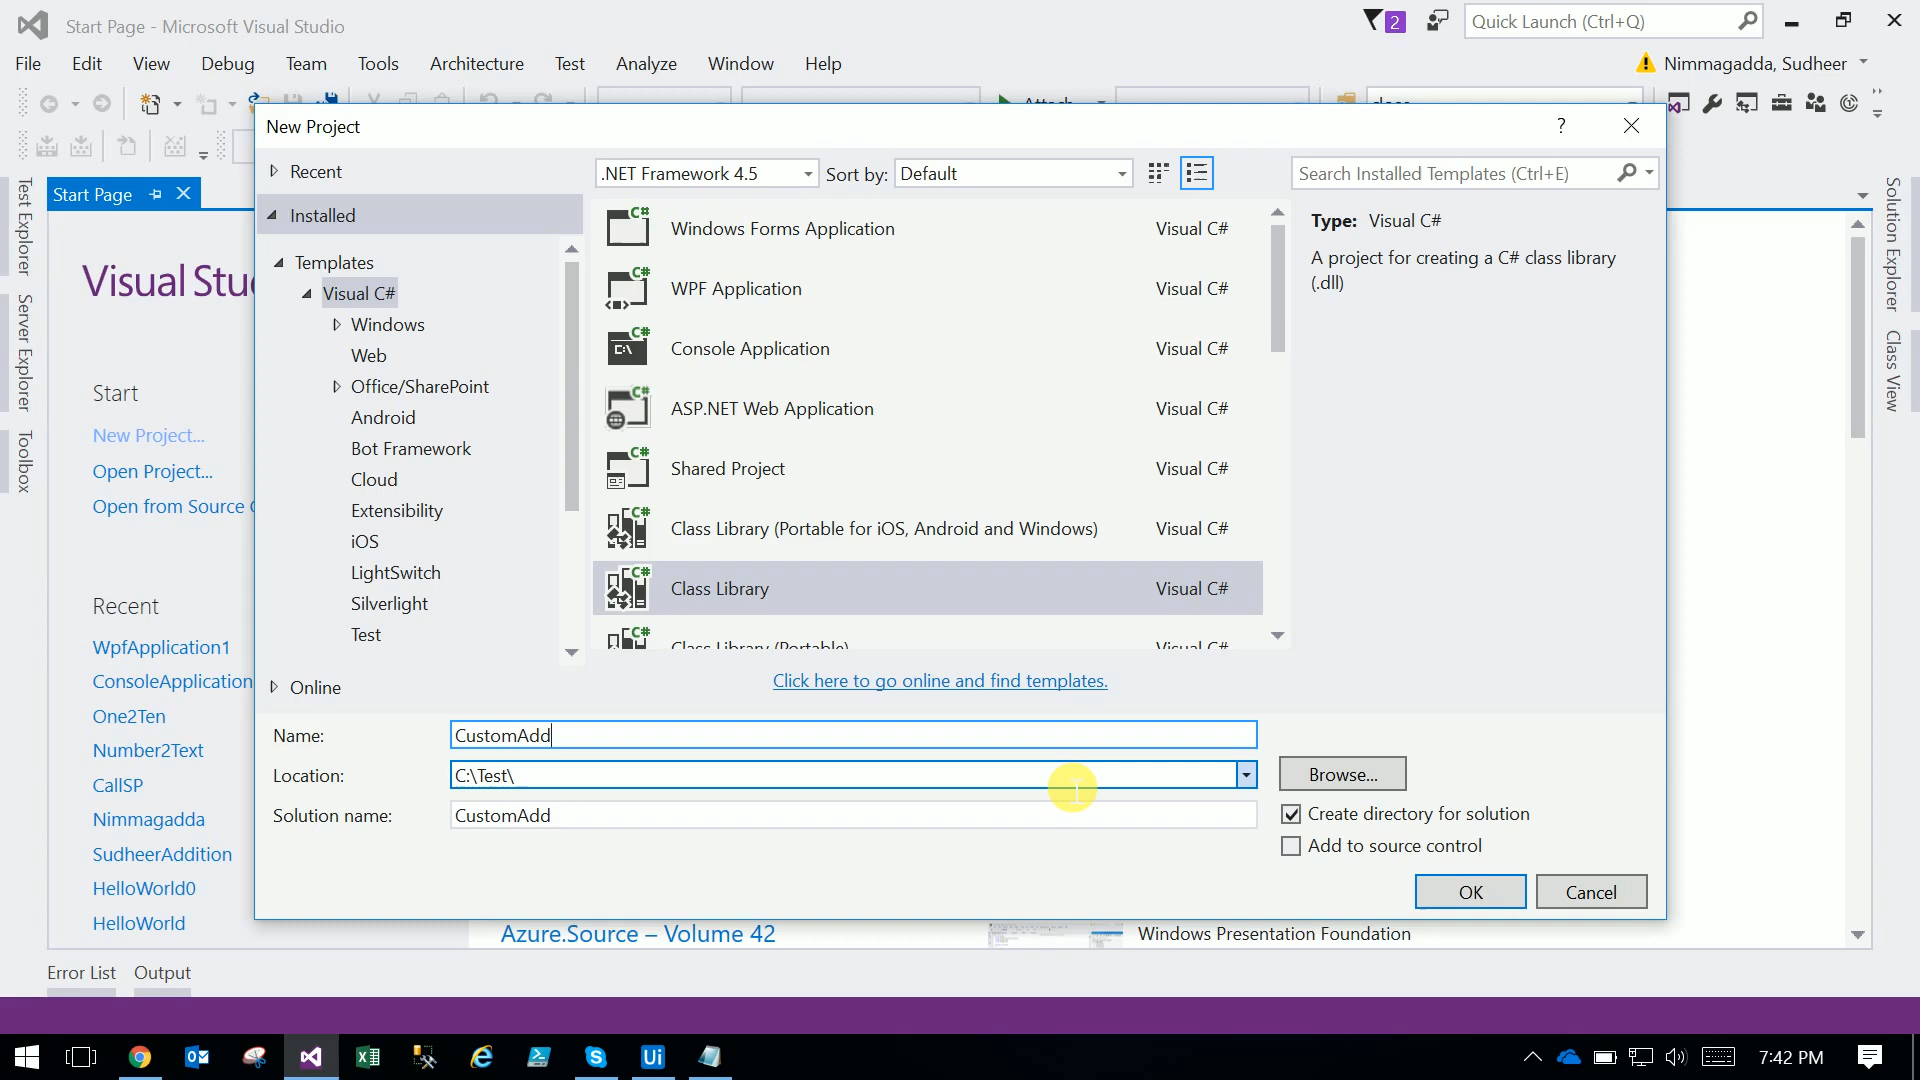 Start Page - Microsoft Visual Studio
2
Quick Launch (Ctrl+Q)
File Edit View Debug Team Tools Test Analyze Window Help
Nimmagadda, Sudheer
New Project
?
Recent
.NET Framework 4.5
Sort by: Default
Search Installed Templates (Ctrl+E)
Start Page
Installed
Templates
Visual C#
Windows
Web
Office/SharePoint
Android
Bot Framework
Cloud
Extensibility
iOS
LightSwitch
Silverlight
Test
Online
Windows Forms Application Visual C#
WPF Application Visual C#
Console Application Visual C#
ASP.NET Web Application Visual C#
Shared Project Visual C#
Class Library (Portable for iOS, Android and Windows) Visual C#
Class Library Visual C#
Class Library (Portable) Visual C#
Click here to go online and find templates.
Type: Visual C#
A project for creating a C# class library
(.dll)
Name: CustomAdd
Location: C:\Test\
Browse...
Solution name: CustomAdd
Create directory for solution
Add to source control
OK Cancel
Test Explorer
Server Explorer
Toolbox
Solution Explorer
Class View
Visual Stu
Start
New Project...
Open Project...
Open from Source
Recent
WpfApplication1
ConsoleApplication
One2Ten
Number2Text
CallSP
Nimmagadda
SudheerAddition
HelloWorld0
HelloWorld
Azure.Source – Volume 42
Windows Presentation Foundation
Error List Output
7:42 PM